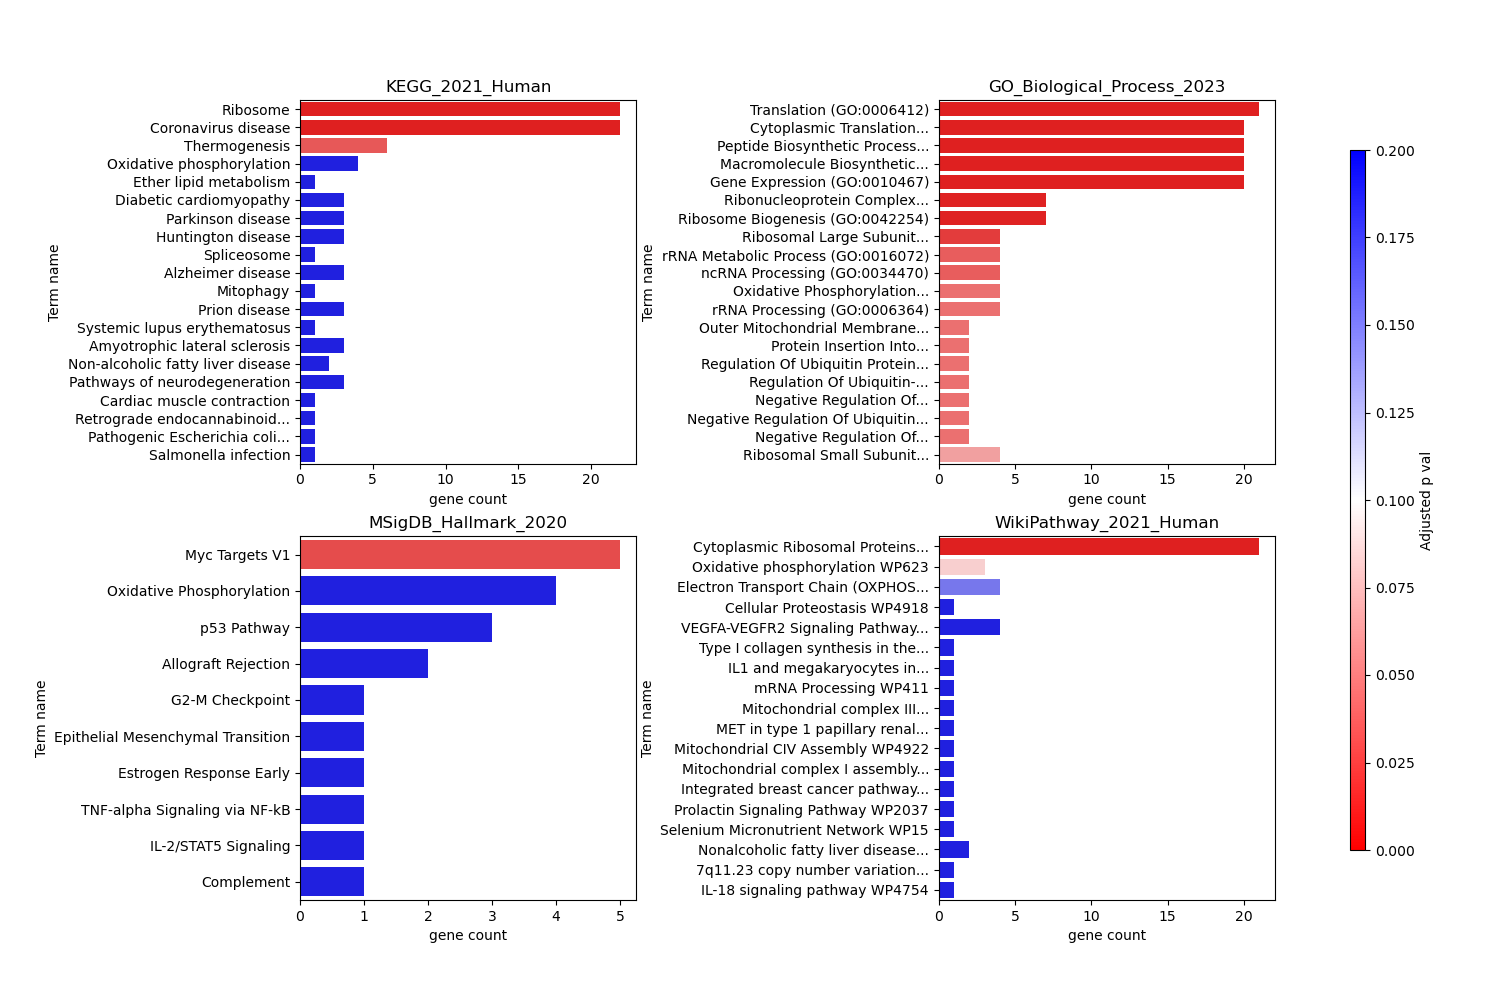 KEGG_2021_Human
Ribosome
Coronavirus disease
Thermogenesis
Oxidative phosphorylation
Ether lipid metabolism
Diabetic cardiomyopathy
Parkinson disease
Huntington disease
Spliceosome
Alzheimer disease
Mitophagy
Prion disease
Systemic lupus erythematosus
Amyotrophic lateral sclerosis
Non-alcoholic fatty liver disease
Pathways of neurodegeneration
Cardiac muscle contraction
Retrograde endocannabinoid...
Pathogenic Escherichia coli...
Salmonella infection
Term name
0 5 10 15 20
gene count
GO_Biological_Process_2023
Translation (GO:0006412)
Cytoplasmic Translation...
Peptide Biosynthetic Process...
Macromolecule Biosynthetic...
Gene Expression (GO:0010467)
Ribonucleoprotein Complex...
Ribosome Biogenesis (GO:0042254)
Ribosomal Large Subunit...
rRNA Metabolic Process (GO:0016072)
ncRNA Processing (GO:0034470)
Oxidative Phosphorylation...
rRNA Processing (GO:0006364)
Outer Mitochondrial Membrane...
Protein Insertion Into...
Regulation Of Ubiquitin Protein...
Regulation Of Ubiquitin-...
Negative Regulation Of...
Negative Regulation Of Ubiquitin...
Negative Regulation Of...
Ribosomal Small Subunit...
Term name
0 5 10 15 20
gene count
MSigDB_Hallmark_2020
Myc Targets V1
Oxidative Phosphorylation
p53 Pathway
Allograft Rejection
G2-M Checkpoint
Epithelial Mesenchymal Transition
Estrogen Response Early
TNF-alpha Signaling via NF-kB
IL-2/STAT5 Signaling
Complement
Term name
0 1 2 3 4 5
gene count
WikiPathway_2021_Human
Cytoplasmic Ribosomal Proteins...
Oxidative phosphorylation WP623
Electron Transport Chain (OXPHOS...
Cellular Proteostasis WP4918
VEGFA-VEGFR2 Signaling Pathway...
Type I collagen synthesis in the...
IL1 and megakaryocytes in...
mRNA Processing WP411
Mitochondrial complex III...
MET in type 1 papillary renal...
Mitochondrial CIV Assembly WP4922
Mitochondrial complex I assembly...
Integrated breast cancer pathway...
Prolactin Signaling Pathway WP2037
Selenium Micronutrient Network WP15
Nonalcoholic fatty liver disease...
7q11.23 copy number variation...
IL-18 signaling pathway WP4754
Term name
0 5 10 15 20
gene count
0.200
0.175
0.150
0.125
0.100
0.075
0.050
0.025
0.000
Adjusted p val